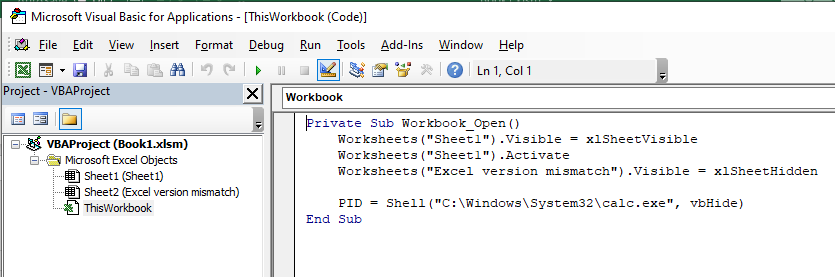 Microsoft Visual Basic for Applications - [ThisWorkbook (Code)]
File Edit View Insert Format Debug Run Tools Add-Ins Window Help
Ln 1, Col 1
Project - VBAProject
Workbook
VBAProject (Book1.xlsm)
Microsoft Excel Objects
Sheet1 (Sheet1)
Sheet2 (Excel version mismatch)
ThisWorkbook
Private Sub Workbook_Open()
Worksheets("Sheet1").Visible = xlSheetVisible
Worksheets("Sheet1").Activate
Worksheets("Excel version mismatch").Visible = xlSheetHidden
PID = Shell("C:\Windows\System32\calc.exe", vbHide)
End Sub